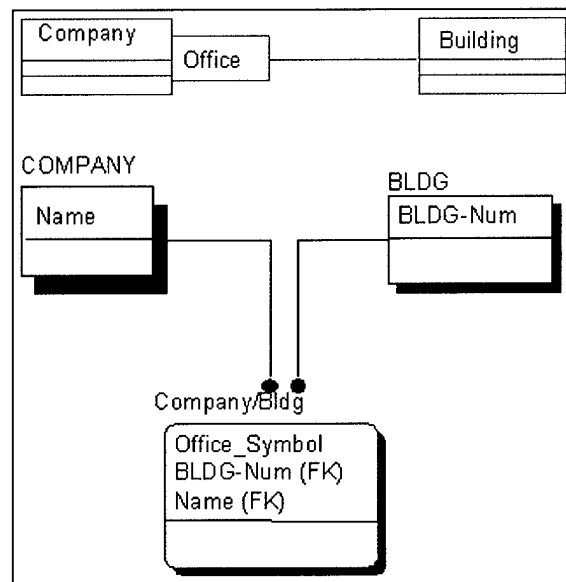 Company
Office
Building
COMPANY
Name
BLDG
BLDG-Num
Company/Bldg
Office_Symbol
BLDG-Num (FK)
Name (FK)